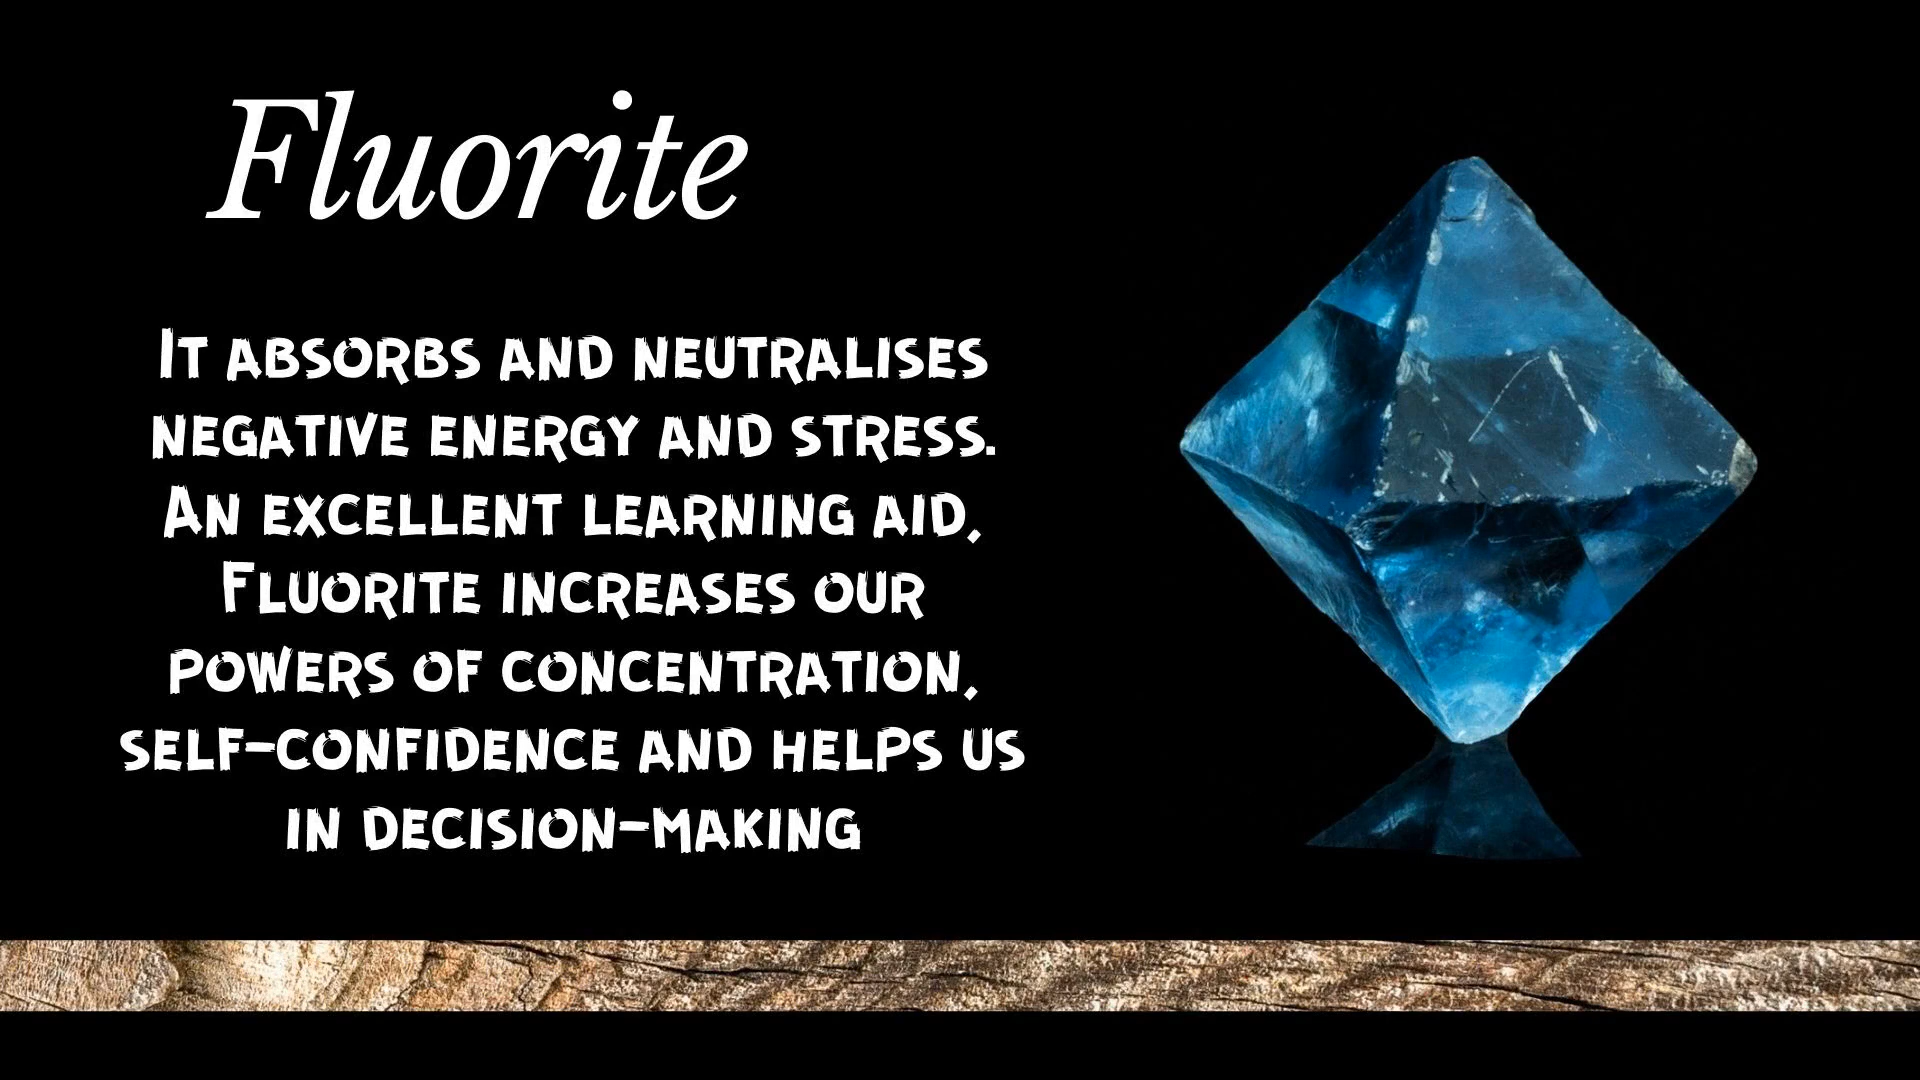 Fluorite
It absorbs and neutralises
negative energy and stress.
An excellent learning aid,
Fluorite increases our
powers of concentration,
self-confidence and helps us
in decision-making